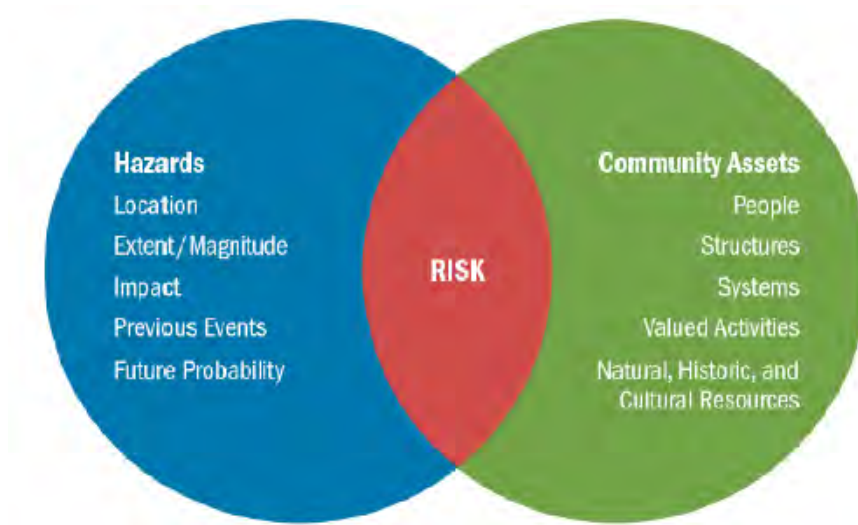 Hazards
Location
Extent/Magnitude
Impact
Previous Events
Future Probability
RISK
Community Assets
People
Structures
Systems
Valued Activities
Natural, Historic, and
Cultural Resources